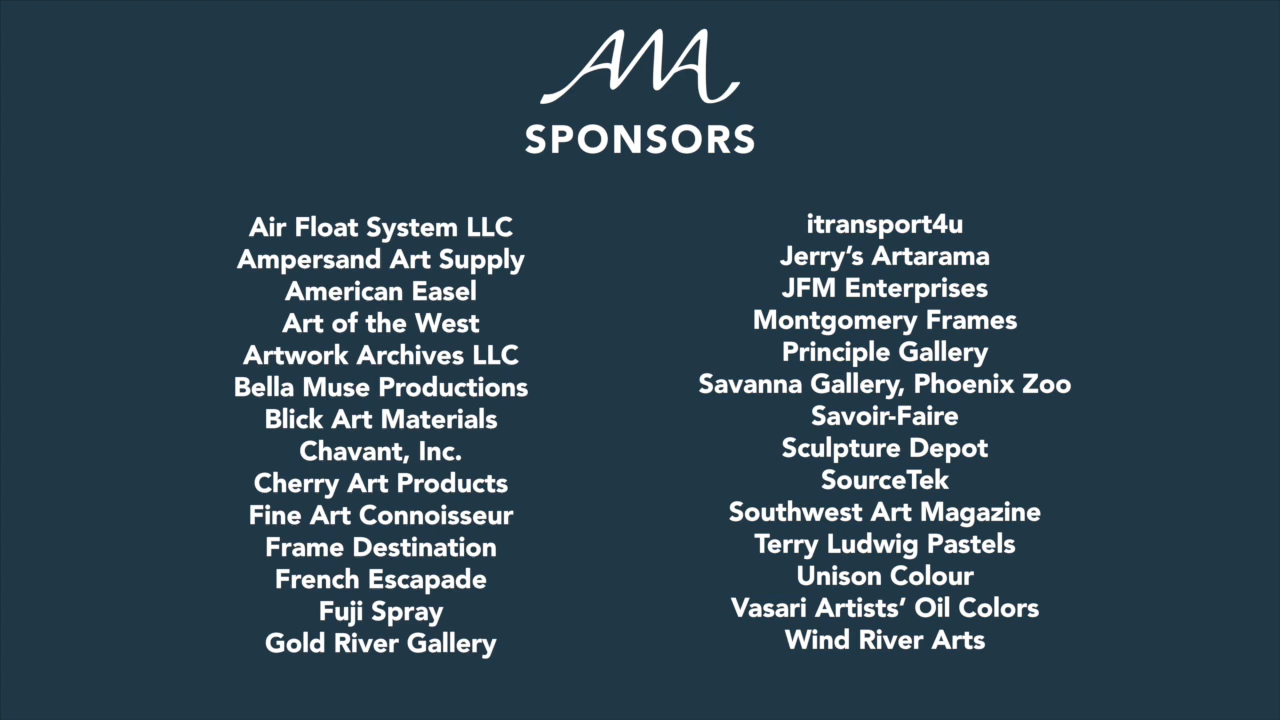 ANA
SPONSORS
Air Float System LLC
Ampersand Art Supply
American Easel
Art of the West
Artwork Archives LLC
Bella Muse Productions
Blick Art Materials
Chavant, Inc.
Cherry Art Products
Fine Art Connoisseur
Frame Destination
French Escapade
Fuji Spray
Gold River Gallery
itransport4u
Jerry’s Artarama
JFM Enterprises
Montgomery Frames
Principle Gallery
Savanna Gallery, Phoenix Zoo
Savoir-Faire
Sculpture Depot
SourceTek
Southwest Art Magazine
Terry Ludwig Pastels
Unison Colour
Vasari Artists’ Oil Colors
Wind River Arts